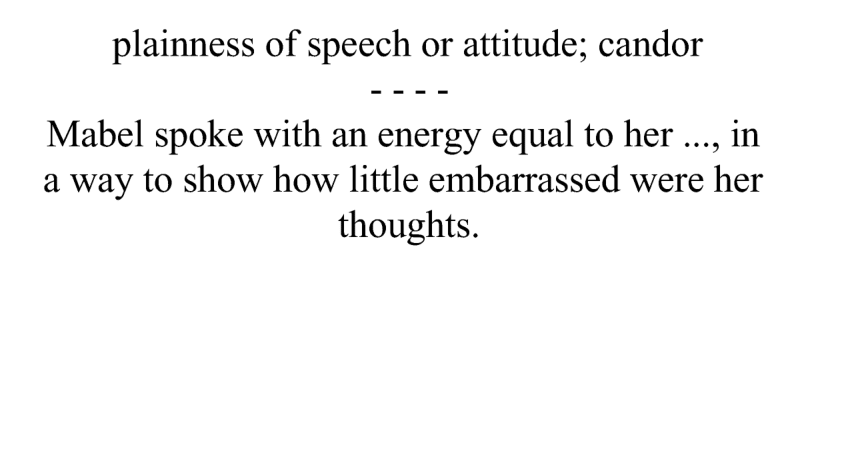 plainness of speech or attitude; candor
- - - -
Mabel spoke with an energy equal to her ..., in
a way to show how little embarrassed were her
thoughts.